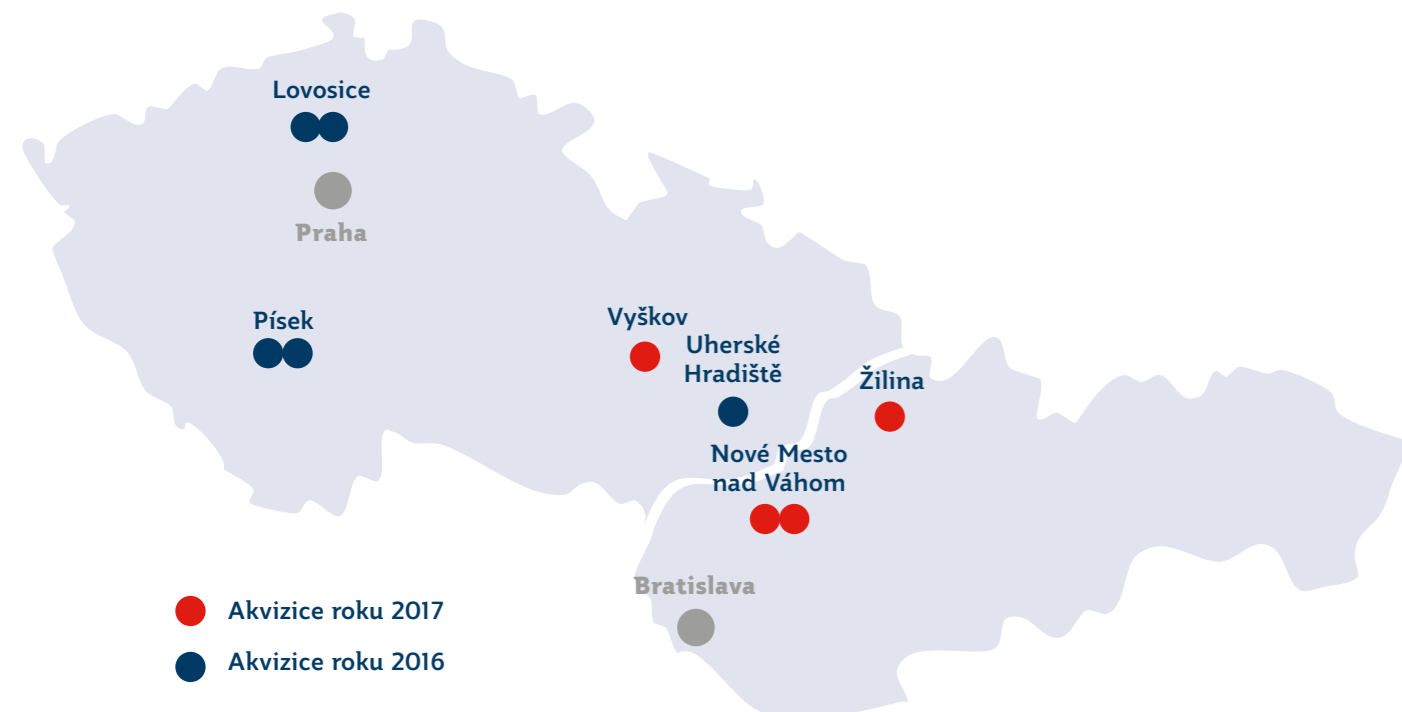 Lovosice
Praha
Písek
Vyškov
Uherské
Hradiště
Žilina
Nové Mesto
nad Váhom
Bratislava
Akvizice roku 2017
Akvizice roku 2016